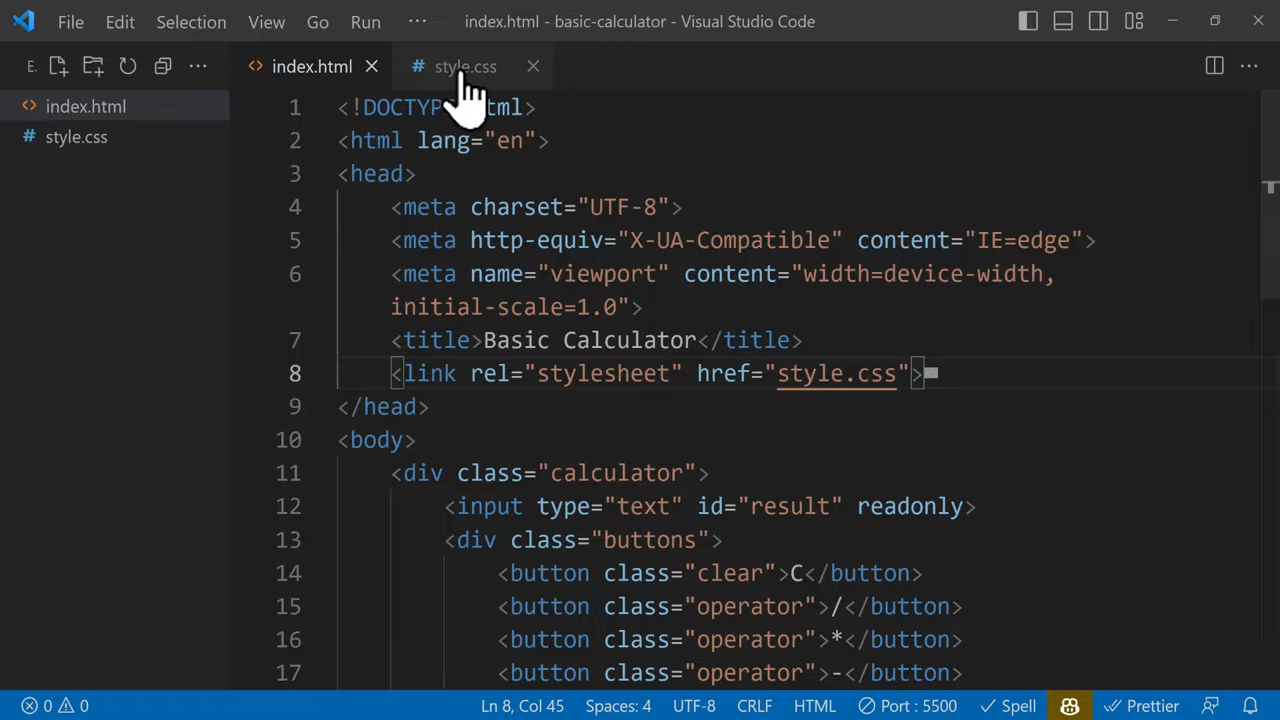 File Edit Selection View Go Run ··· index.html - basic-calculator - Visual Studio Code
E. ··· <> index.html # style.css ···
<> index.html
# style.css
1 <!DOCTYP tml>
2 <html lang="en">
3 <head>
4 <meta charset="UTF-8">
5 <meta http-equiv="X-UA-Compatible" content="IE=edge">
6 <meta name="viewport" content="width=device-width,
initial-scale=1.0">
7 <title>Basic Calculator</title>
8 <link rel="stylesheet" href="style.css">
9 </head>
10 <body>
11 <div class="calculator">
12 <input type="text" id="result" readonly>
13 <div class="buttons">
14 <button class="clear">C</button>
15 <button class="operator">/</button>
16 <button class="operator">*</button>
17 <button class="operator">-</button>
0 0 Ln 8, Col 45 Spaces: 4 UTF-8 CRLF HTML Port : 5500 Spell Prettier